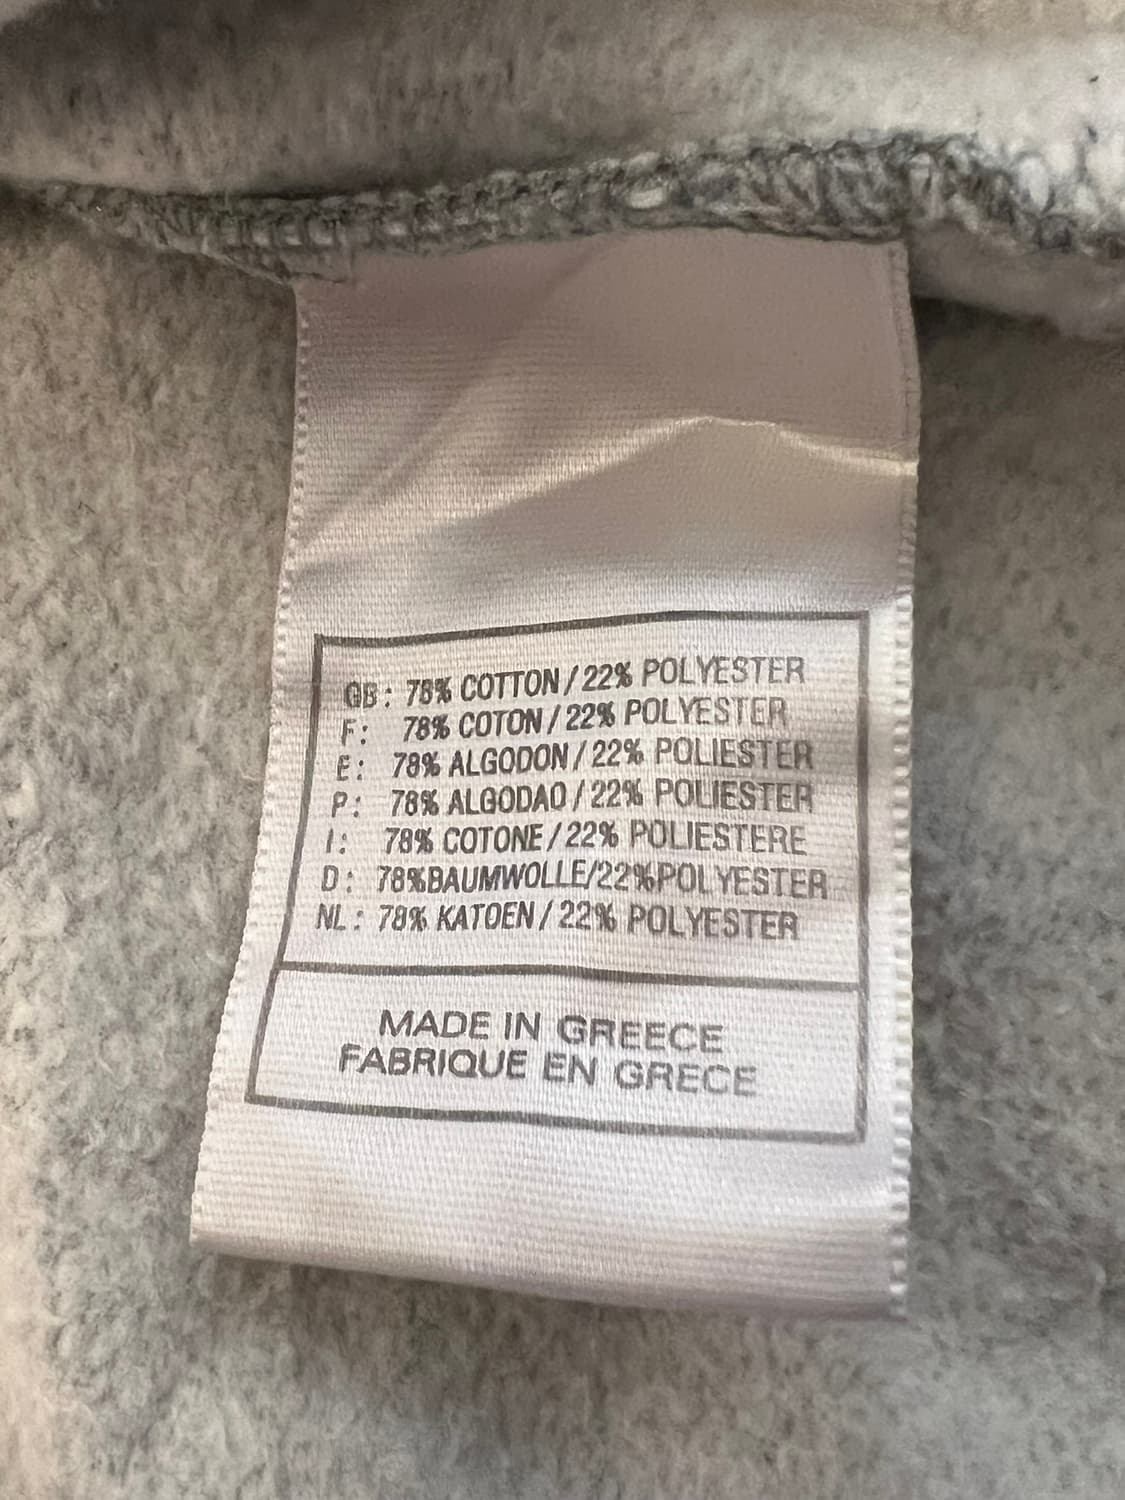 GB: 78% COTTON / 22% POLYESTER
F: 78% COTON / 22% POLYESTER
E: 78% ALGODON / 22% POLIESTER
P: 78% ALGODAO / 22% POLIESTER
I: 78% COTONE / 22% POLIESTERE
D: 78%BAUMWOLLE/22%POLYESTER
NL: 78% KATOEN / 22% POLYESTER
MADE IN GREECE
FABRIQUE EN GRECE